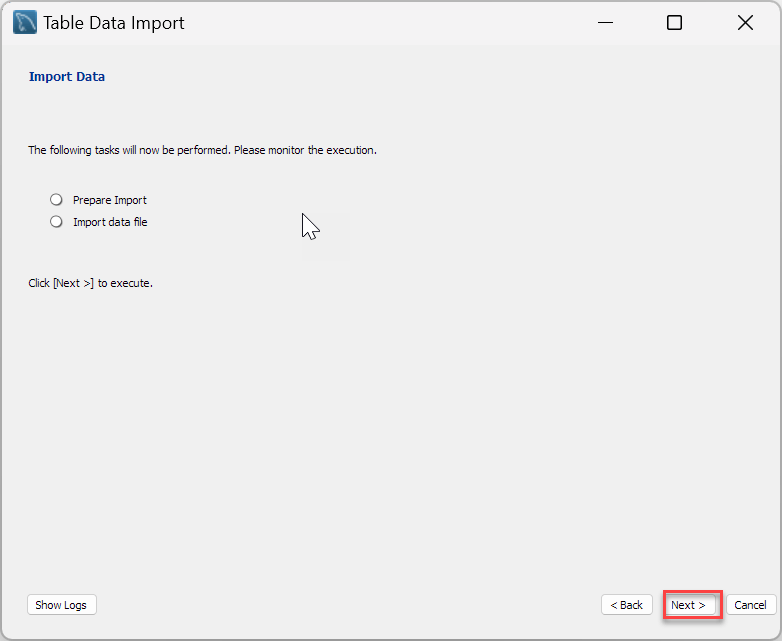 Table Data Import
Import Data
The following tasks will now be performed. Please monitor the execution.
Prepare Import
Import data file
Click [Next >] to execute.
Show Logs
< Back
Next >
Cancel